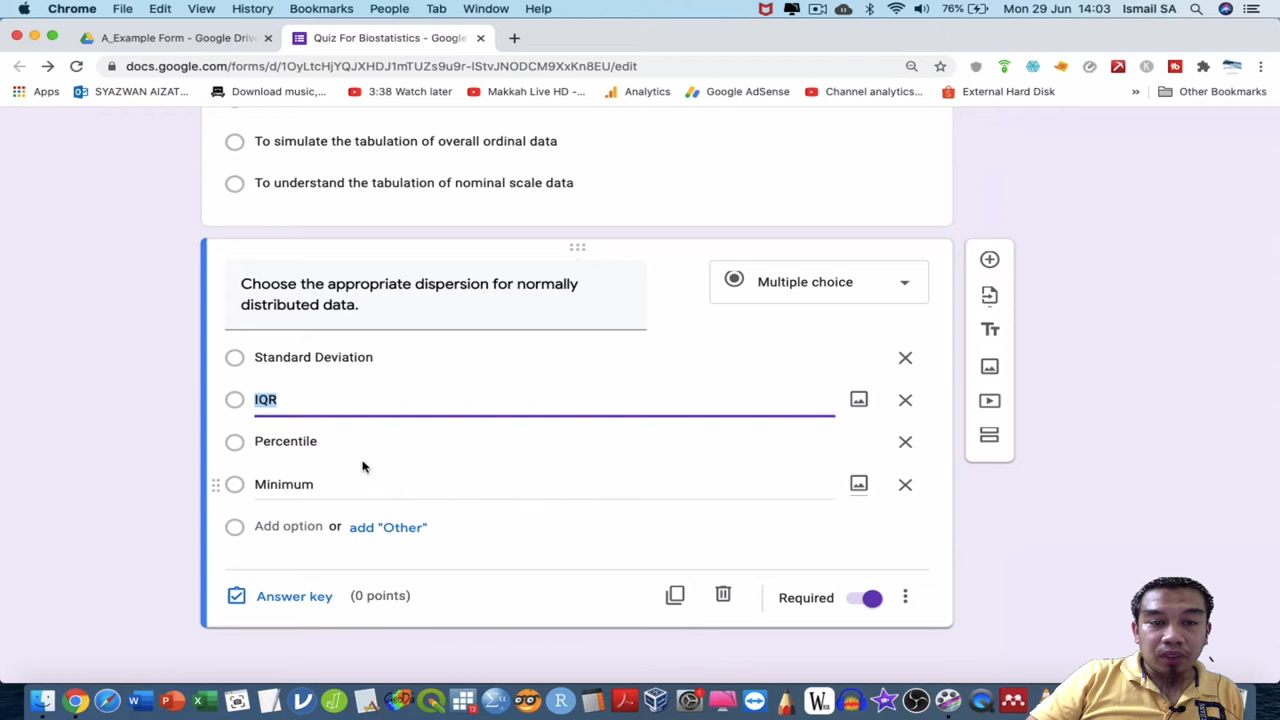 Chrome File Edit View History Bookmarks People Tab Window Help 76% Mon 29 Jun 14:03 Ismail SA
A_Example Form - Google Driv
Quiz For Biostatistics - Google
docs.google.com/forms/d/1OyLtcHjYQJXHDJ1mTUZs9u9r-IStvJNODCM9XxKn8EU/edit
Apps SYAZWAN AIZAT... Download music,... 3:38 Watch later Makkah Live HD -... Analytics Google AdSense Channel analytics... External Hard Disk » Other Bookmarks
To simulate the tabulation of overall ordinal data
To understand the tabulation of nominal scale data
Choose the appropriate dispersion for normally
distributed data.
Multiple choice
Standard Deviation
IQR
Percentile
Minimum
Add option or add "Other"
Answer key (0 points)
Required